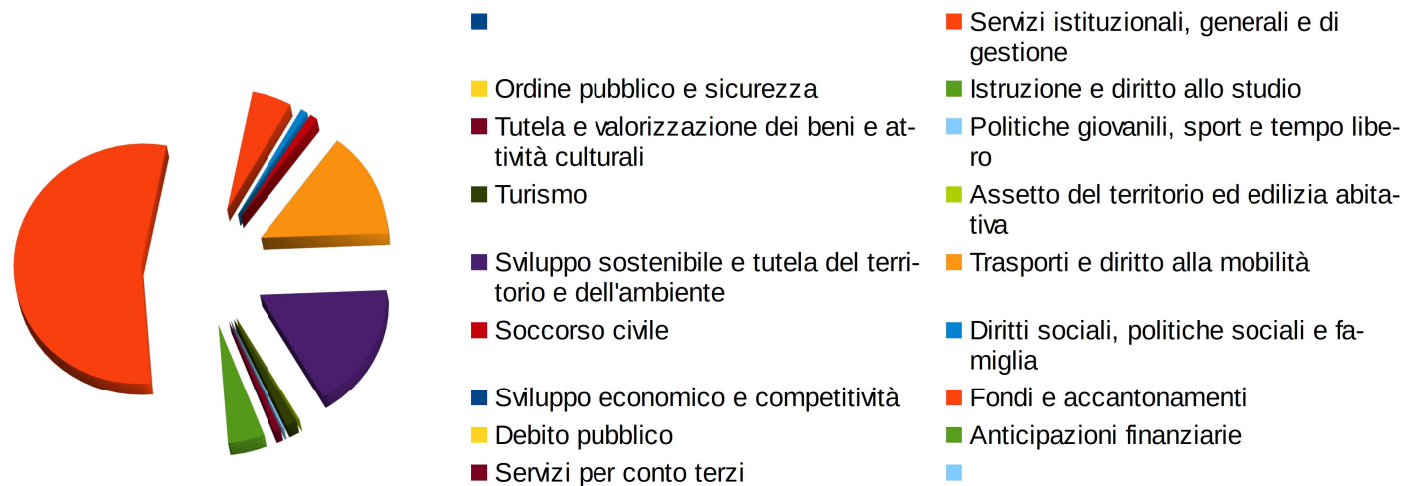 Servizi istituzionali, generali e di
gestione
Ordine pubblico e sicurezza
Istruzione e diritto allo studio
Tutela e valorizzazione dei beni e at-
tività culturali
Politiche giovanili, sport e tempo libe-
ro
Turismo
Assetto del territorio ed edilizia abita-
tiva
Sviluppo sostenibile e tutela del terri-
torio e dell'ambiente
Trasporti e diritto alla mobilità
Soccorso civile
Diritti sociali, politiche sociali e fa-
miglia
Sviluppo economico e competitività
Fondi e accantonamenti
Debito pubblico
Anticipazioni finanziarie
Servizi per conto terzi